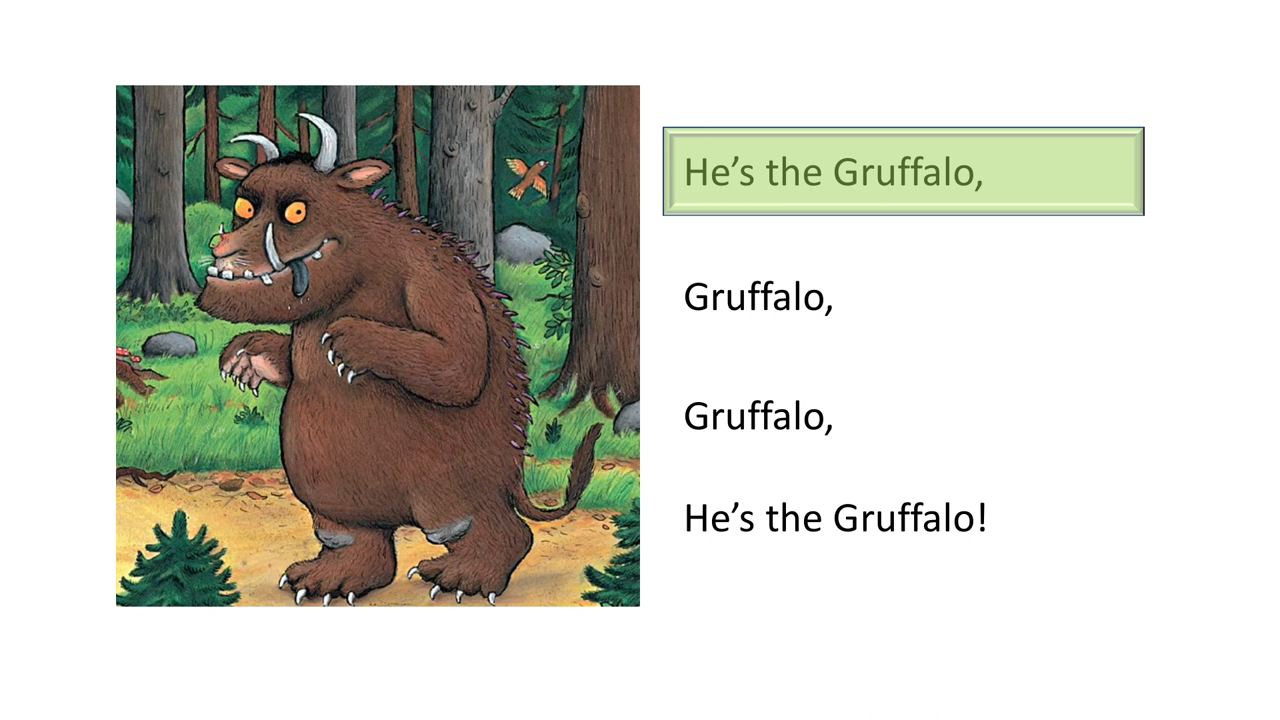 He’s the Gruffalo,
Gruffalo,
Gruffalo,
He’s the Gruffalo!